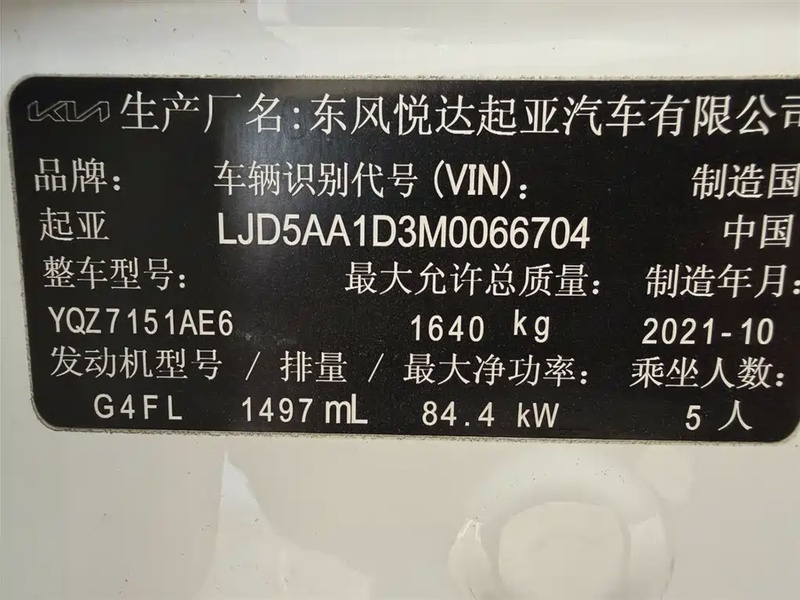 KIA 生产厂名：东风悦达起亚汽车有限公司
品牌： 车辆识别代号(VIN)： 制造国
起亚 LJD5AA1D3M0066704 中国
整车型号： 最大允许总质量： 制造年月：
YQZ7151AE6 1640 kg 2021-10
发动机型号 / 排量 / 最大净功率： 乘坐人数：
G4FL 1497 mL 84.4 kW 5人